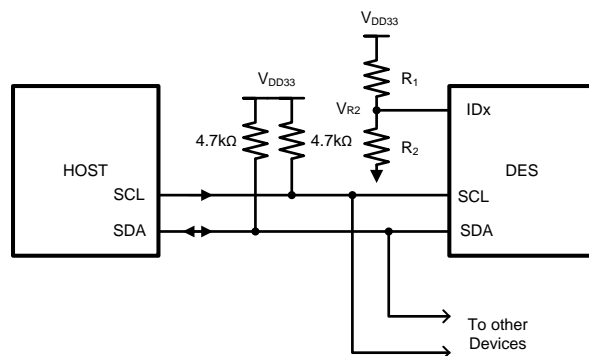 VDD33
VDD33
R1
VR2
IDx
4.7kΩ
4.7kΩ
R2
HOST
DES
SCL
SCL
SDA
SDA
To other
Devices